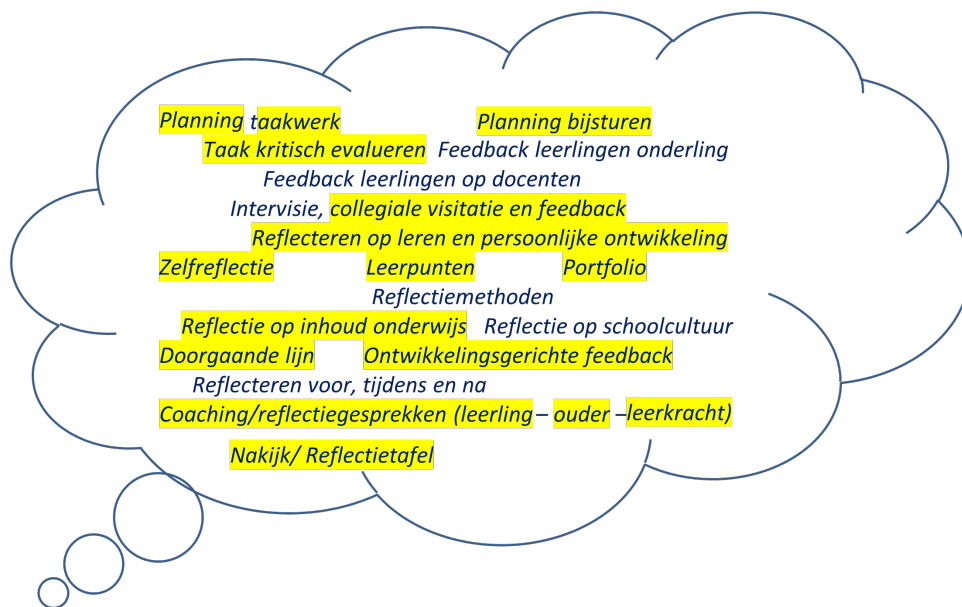 Planning taakwerk Planning bijsturen
Taak kritisch evalueren Feedback leerlingen onderling
Feedback leerlingen op docenten
Intervisie, collegiale visitatie en feedback
Reflecteren op leren en persoonlijke ontwikkeling
Zelfreflectie Leerpunten Portfolio
Reflectiemethoden
Reflectie op inhoud onderwijs Reflectie op schoolcultuur
Doorgaande lijn Ontwikkelingsgerichte feedback
Reflecteren voor, tijdens en na
Coaching/reflectiegesprekken (leerling – ouder –leerkracht)
Nakijk/ Reflectietafel